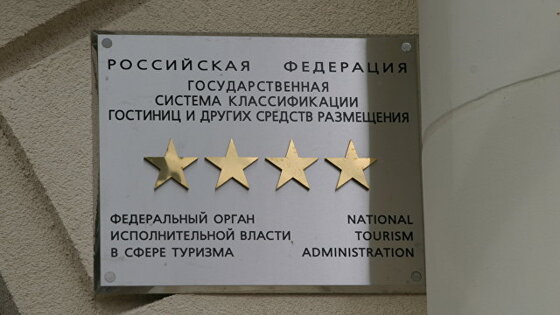 РОССИЙСКАЯ ФЕДЕРАЦИЯ
ГОСУДАРСТВЕННАЯ
СИСТЕМА КЛАССИФИКАЦИИ
ГОСТИНИЦ И ДРУГИХ СРЕДСТВ РАЗМЕЩЕНИЯ
ФЕДЕРАЛЬНЫЙ ОРГАН
ИСПОЛНИТЕЛЬНОЙ ВЛАСТИ
В СФЕРЕ ТУРИЗМА
NATIONAL
TOURISM
ADMINISTRATION